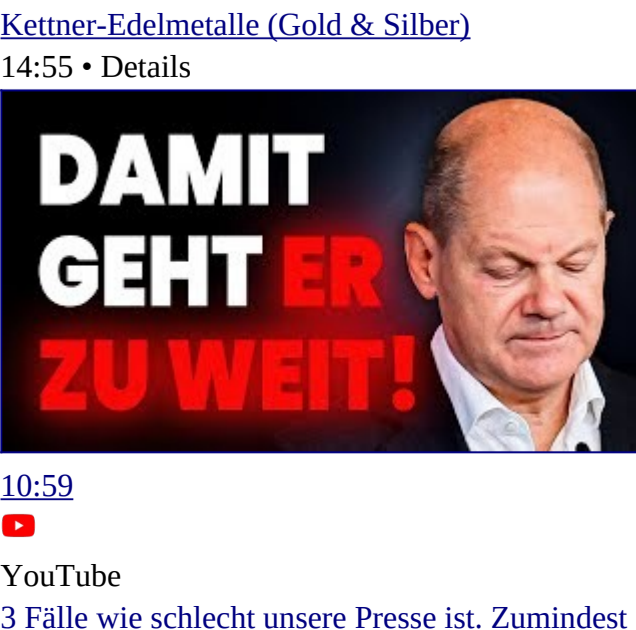 Kettner-Edelmetalle (Gold & Silber)
14:55 • Details
DAMIT
GEHT ER
ZU WEIT!
10:59
YouTube
3 Fälle wie schlecht unsere Presse ist. Zumindest